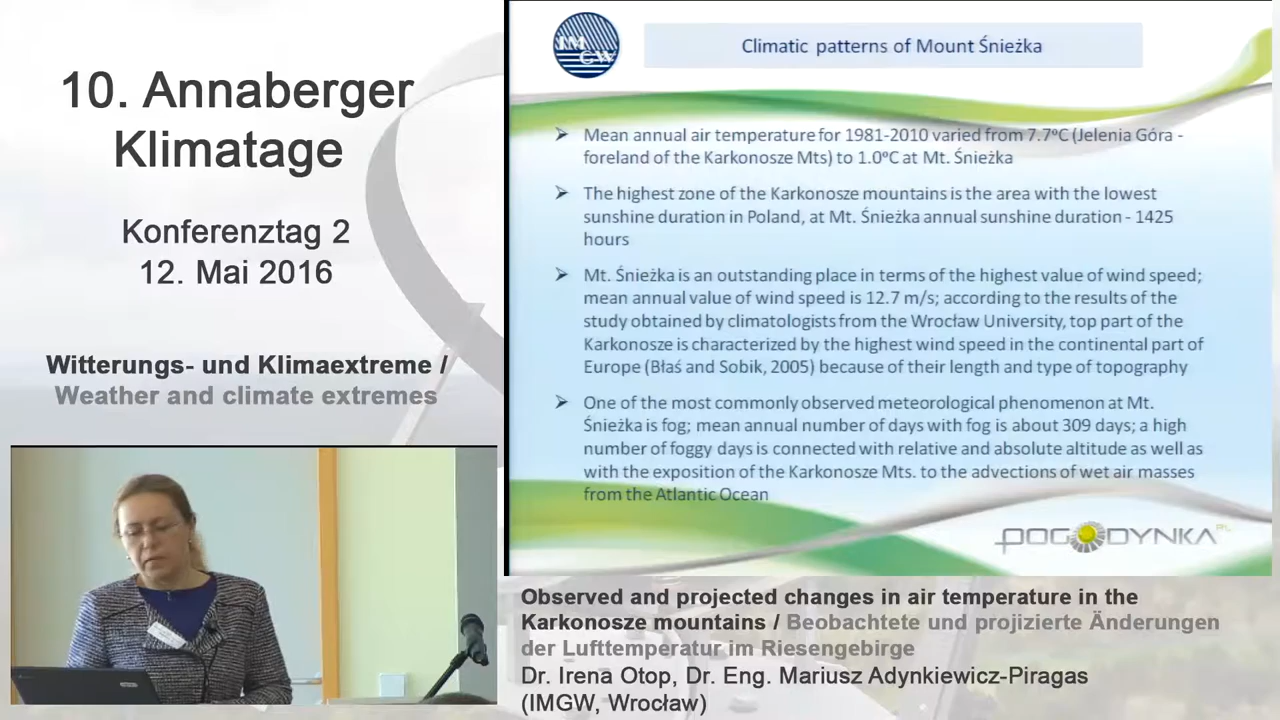 10. Annaberger
Klimatage
Konferenztag 2
12. Mai 2016
Witterungs- und Klimaextreme /
Weather and climate extremes
IM
GW
Climatic patterns of Mount Śnieżka
Mean annual air temperature for 1981-2010 varied from 7.7ºC (Jelenia Góra -
foreland of the Karkonosze Mts) to 1.0ºC at Mt. Śnieżka
The highest zone of the Karkonosze mountains is the area with the lowest
sunshine duration in Poland, at Mt. Śnieżka annual sunshine duration - 1425
hours
Mt. Śnieżka is an outstanding place in terms of the highest value of wind speed;
mean annual value of wind speed is 12.7 m/s; according to the results of the
study obtained by climatologists from the Wrocław University, top part of the
Karkonosze is characterized by the highest wind speed in the continental part of
Europe (Błaś and Sobik, 2005) because of their length and type of topography
One of the most commonly observed meteorological phenomenon at Mt.
Śnieżka is fog; mean annual number of days with fog is about 309 days; a high
number of foggy days is connected with relative and absolute altitude as well as
with the exposition of the Karkonosze Mts. to the advections of wet air masses
from the Atlantic Ocean
POGODYNKA PL
Observed and projected changes in air temperature in the
Karkonosze mountains / Beobachtete und projizierte Änderungen
der Lufttemperatur im Riesengebirge
Dr. Irena Otop, Dr. Eng. Mariusz Adynkiewicz-Piragas
(IMGW, Wrocław)